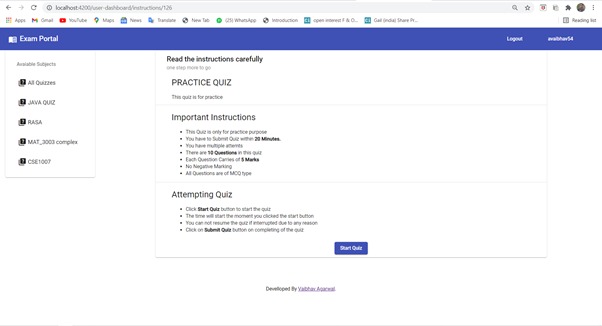 localhost:4200/user-dashboard/instructions/126
Apps Gmail YouTube Maps News Translate New Tab (25) WhatsApp Introduction open interest F & O... Gail (india) Share Pr... Reading list
Exam Portal Logout avaibhav54
Available Subjects
All Quizzes
JAVA QUIZ
RASA
MAT_3003 complex
CSE1007
Read the instructions carefully
one step more to go
PRACTICE QUIZ
This quiz is for practice
Important Instructions
This Quiz is only for practice purpose
You have to Submit Quiz within 20 Minutes.
You have multiple attemts
There are 10 Questions in this quiz
Each Question Carries of 5 Marks
No Negative Marking
All Questions are of MCQ type
Attempting Quiz
Click Start Quiz button to start the quiz
The time will start the moment you clicked the start button
You can not resume the quiz if interrupted due to any reason
Click on Submit Quiz button on completing of the quiz
Start Quiz
Devleloped By Vaibhav Agarwal.